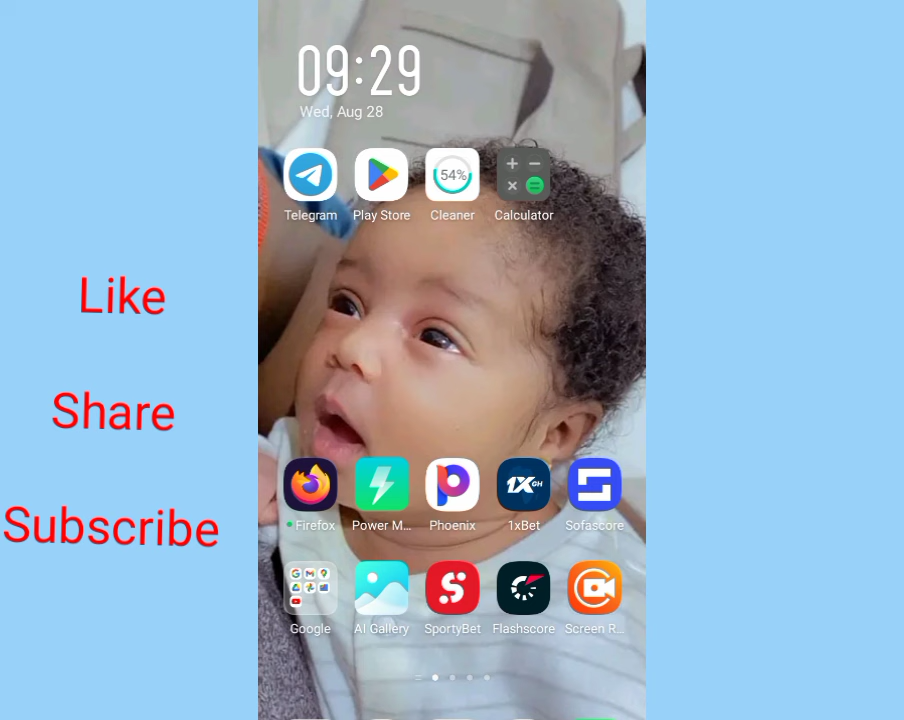 09:29
Wed, Aug 28
54%
Telegram Play Store Cleaner Calculator
Like
Share
Subscribe
1XGH
Firefox Power M... Phoenix 1xBet Sofascore
Google AI Gallery SportyBet Flashscore Screen R...